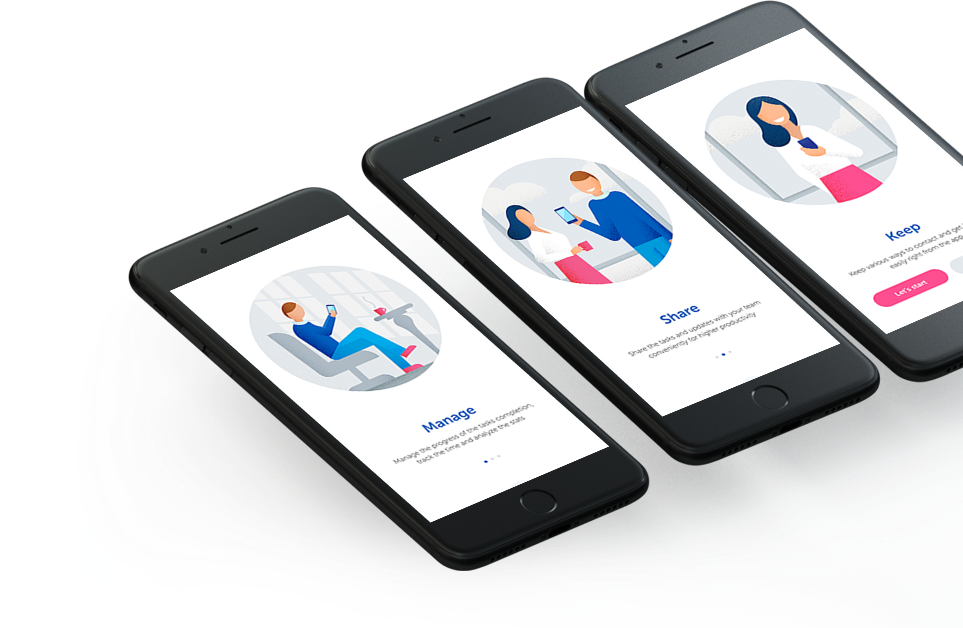 Manage
Manage the progress of the tasks completion,
track the time and analyze the stats
Share
Share the tasks and updates with your team
conveniently for higher productivity
Keep
Keep various ways to contact and get
easily right from the app
Let's start